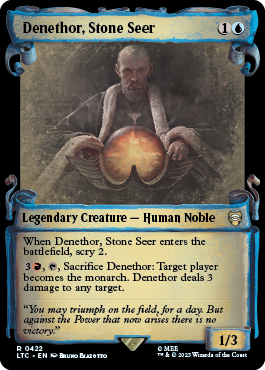 Denethor, Stone Seer 1
Legendary Creature — Human Noble
When Denethor, Stone Seer enters the
battlefield, scry 2.
3, , Sacrifice Denethor: Target player
becomes the monarch. Denethor deals 3
damage to any target.
"You may triumph on the field, for a day. But
against the Power that now arises there is no
victory."
1/3
R 0422
LTC • EN Bruno Biazotto
© MEE
™ & © 2023 Wizards of the Coast